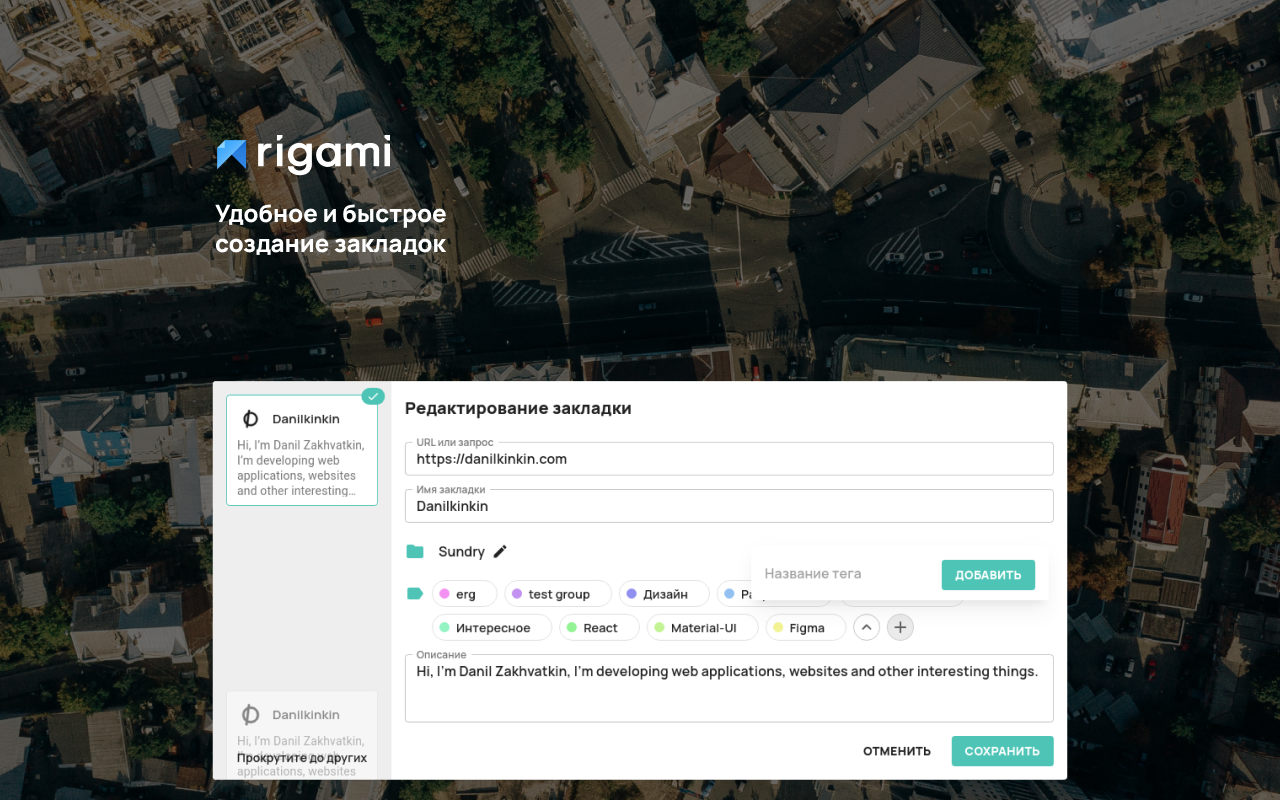 rigami
Удобное и быстрое
создание закладок
Danilkinkin
Hi, I'm Danil Zakhvatkin,
I'm developing web
applications, websites
and other interesting...
Danilkinkin
Hi, I'm Danil Zakhvatkin,
Прокрутите до других
applications, websites
Редактирование закладки
URL или запрос
https://danilkinkin.com
Имя закладки
Danilkinkin
Sundry
Название тега
ДОБАВИТЬ
erg
test group
Дизайн
Интересное
React
Material-UI
Figma
Описание
Hi, I'm Danil Zakhvatkin, I'm developing web applications, websites and other interesting things.
ОТМЕНИТЬ
СОХРАНИТЬ